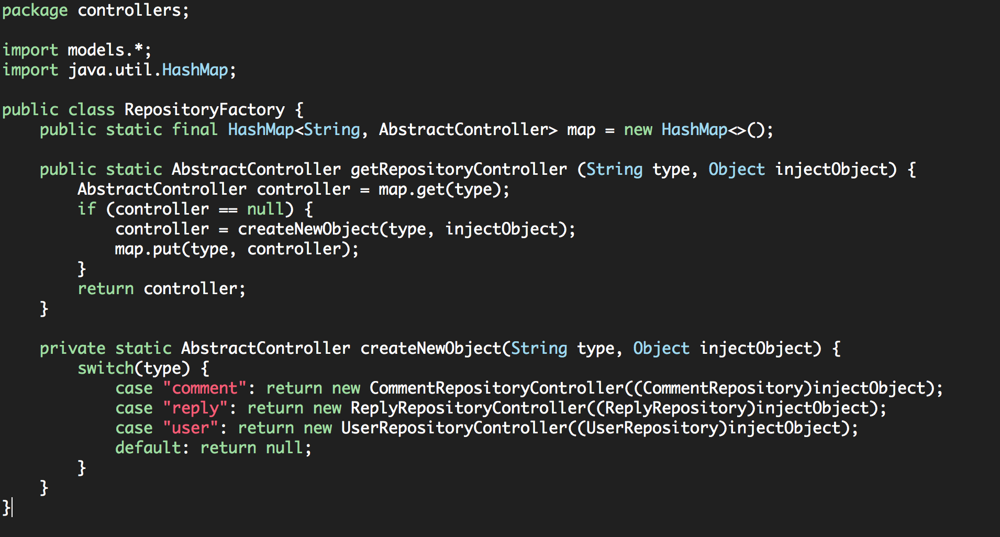 package controllers;
import models.*;
import java.util.HashMap;
public class RepositoryFactory {
public static final HashMap<String, AbstractController> map = new HashMap<>();
public static AbstractController getRepositoryController (String type, Object injectObject) {
AbstractController controller = map.get(type);
if (controller == null) {
controller = createNewObject(type, injectObject);
map.put(type, controller);
}
return controller;
}
private static AbstractController createNewObject(String type, Object injectObject) {
switch(type) {
case "comment": return new CommentRepositoryController((CommentRepository)injectObject);
case "reply": return new ReplyRepositoryController((ReplyRepository)injectObject);
case "user": return new UserRepositoryController((UserRepository)injectObject);
default: return null;
}
}
}